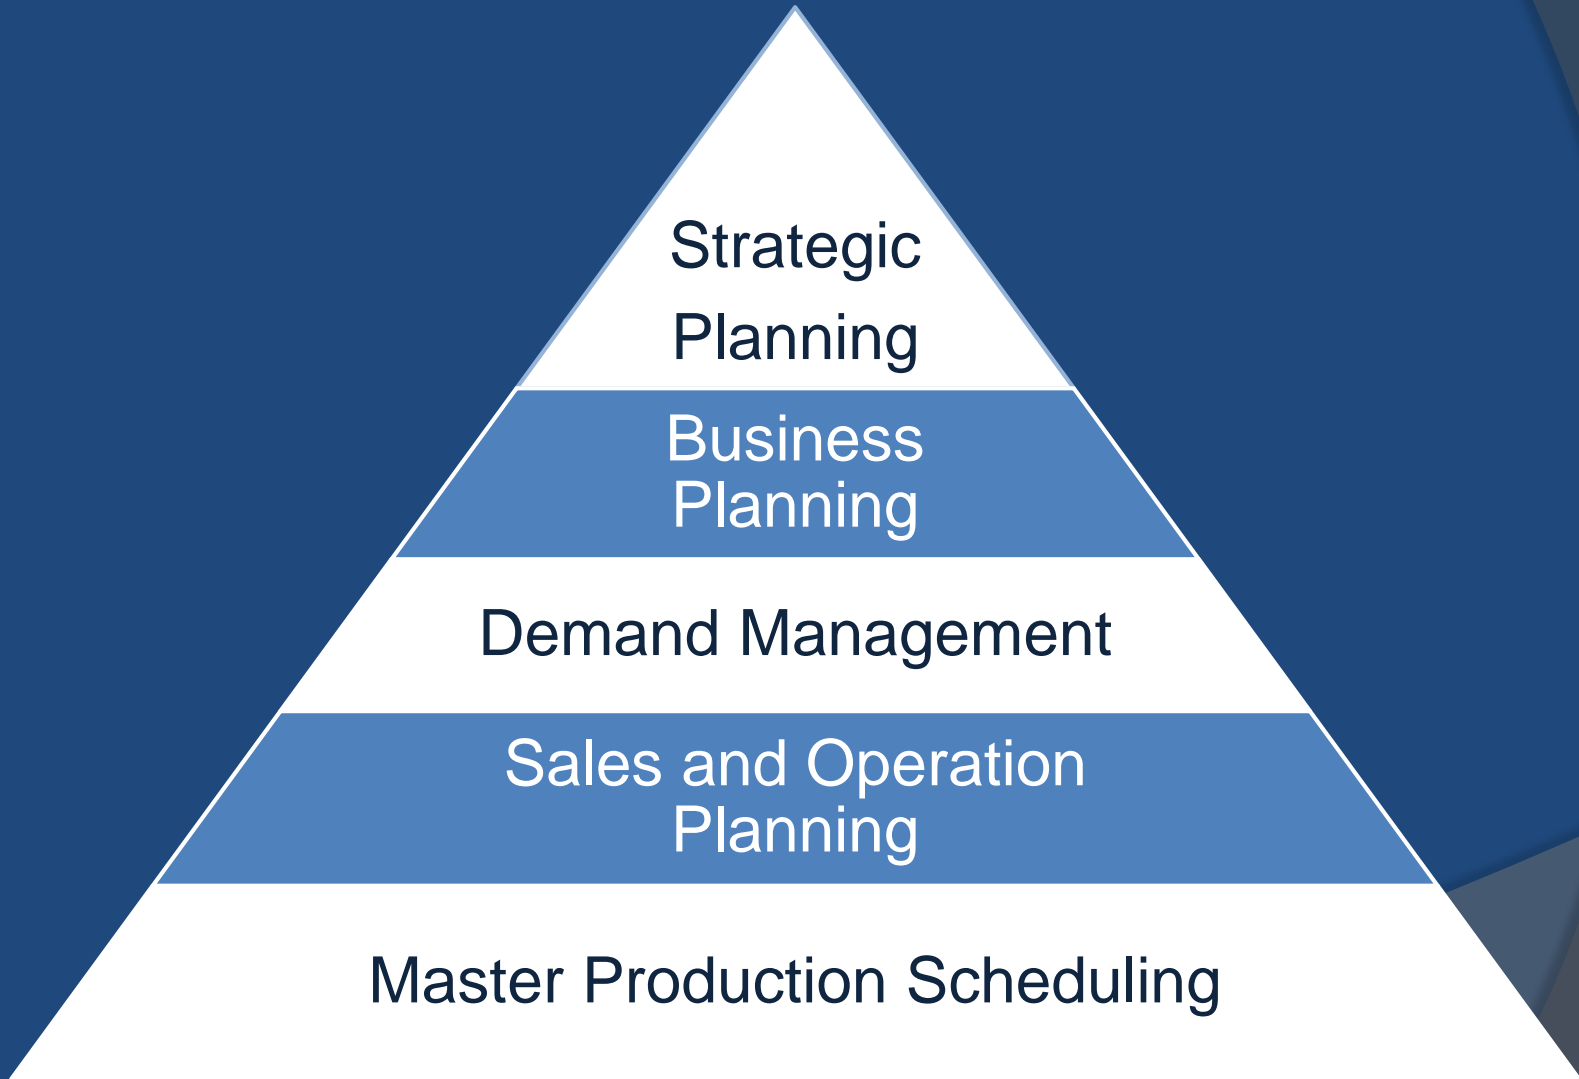 Strategic
Planning
Business
Planning
Demand Management
Sales and Operation
Planning
Master Production Scheduling